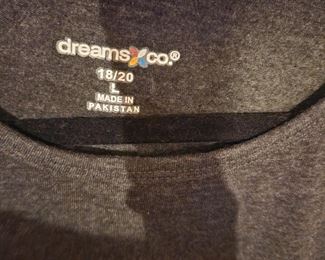 dreams & co.®
18/20
L
MADE IN
PAKISTAN